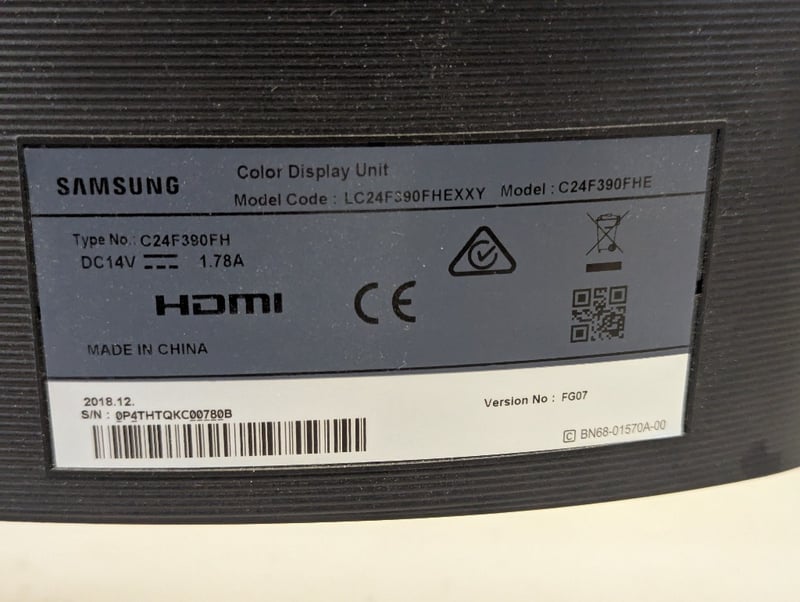 SAMSUNG
Color Display Unit
Model Code : LC24F390FHEXXY Model : C24F390FHE
Type No.: C24F390FH
DC14V 1.78A
HDMI
CE
MADE IN CHINA
2018.12.
S/N : 0P4THTQKC00780B
Version No : FG07
C BN68-01570A-00